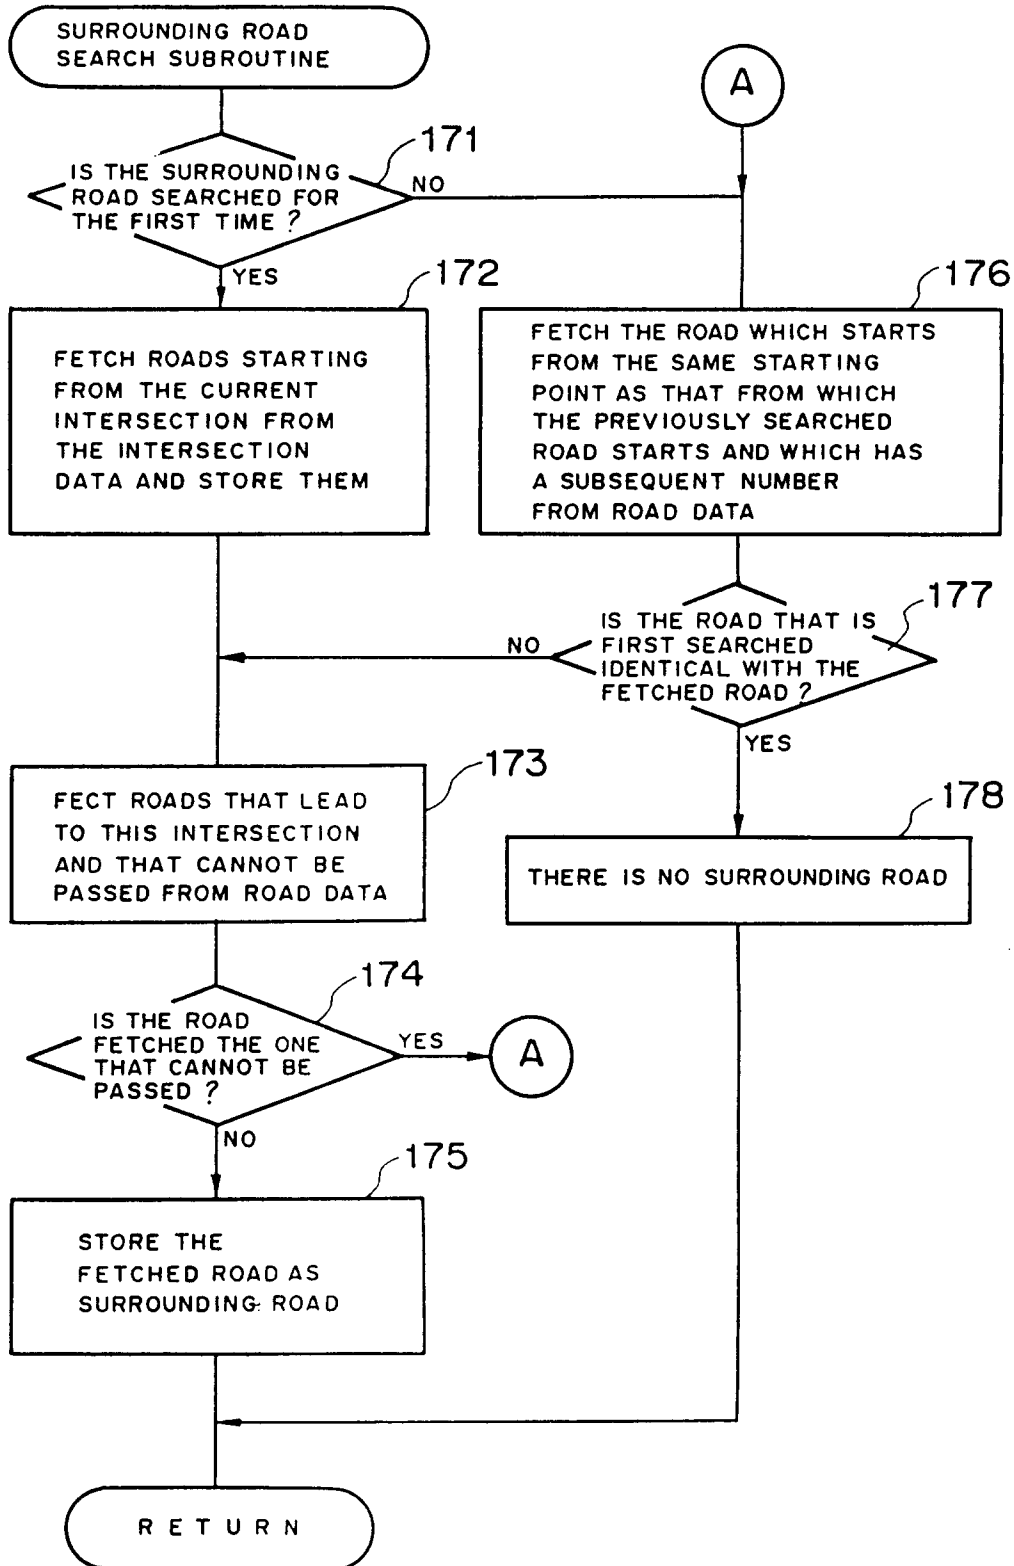 SURROUNDING ROAD
SEARCH SUBROUTINE
A
171
IS THE SURROUNDING
ROAD SEARCHED FOR
THE FIRST TIME ?
NO
YES
172
FETCH ROADS STARTING
FROM THE CURRENT
INTERSECTION FROM
THE INTERSECTION
DATA AND STORE THEM
176
FETCH THE ROAD WHICH STARTS
FROM THE SAME STARTING
POINT AS THAT FROM WHICH
THE PREVIOUSLY SEARCHED
ROAD STARTS AND WHICH HAS
A SUBSEQUENT NUMBER
FROM ROAD DATA
177
IS THE ROAD THAT IS
FIRST SEARCHED
IDENTICAL WITH THE
FETCHED ROAD ?
NO
YES
173
FECT ROADS THAT LEAD
TO THIS INTERSECTION
AND THAT CANNOT BE
PASSED FROM ROAD DATA
178
THERE IS NO SURROUNDING ROAD
174
IS THE ROAD
FETCHED THE ONE
THAT CANNOT BE
PASSED ?
YES
A
NO
175
STORE THE
FETCHED ROAD AS
SURROUNDING ROAD
RETURN